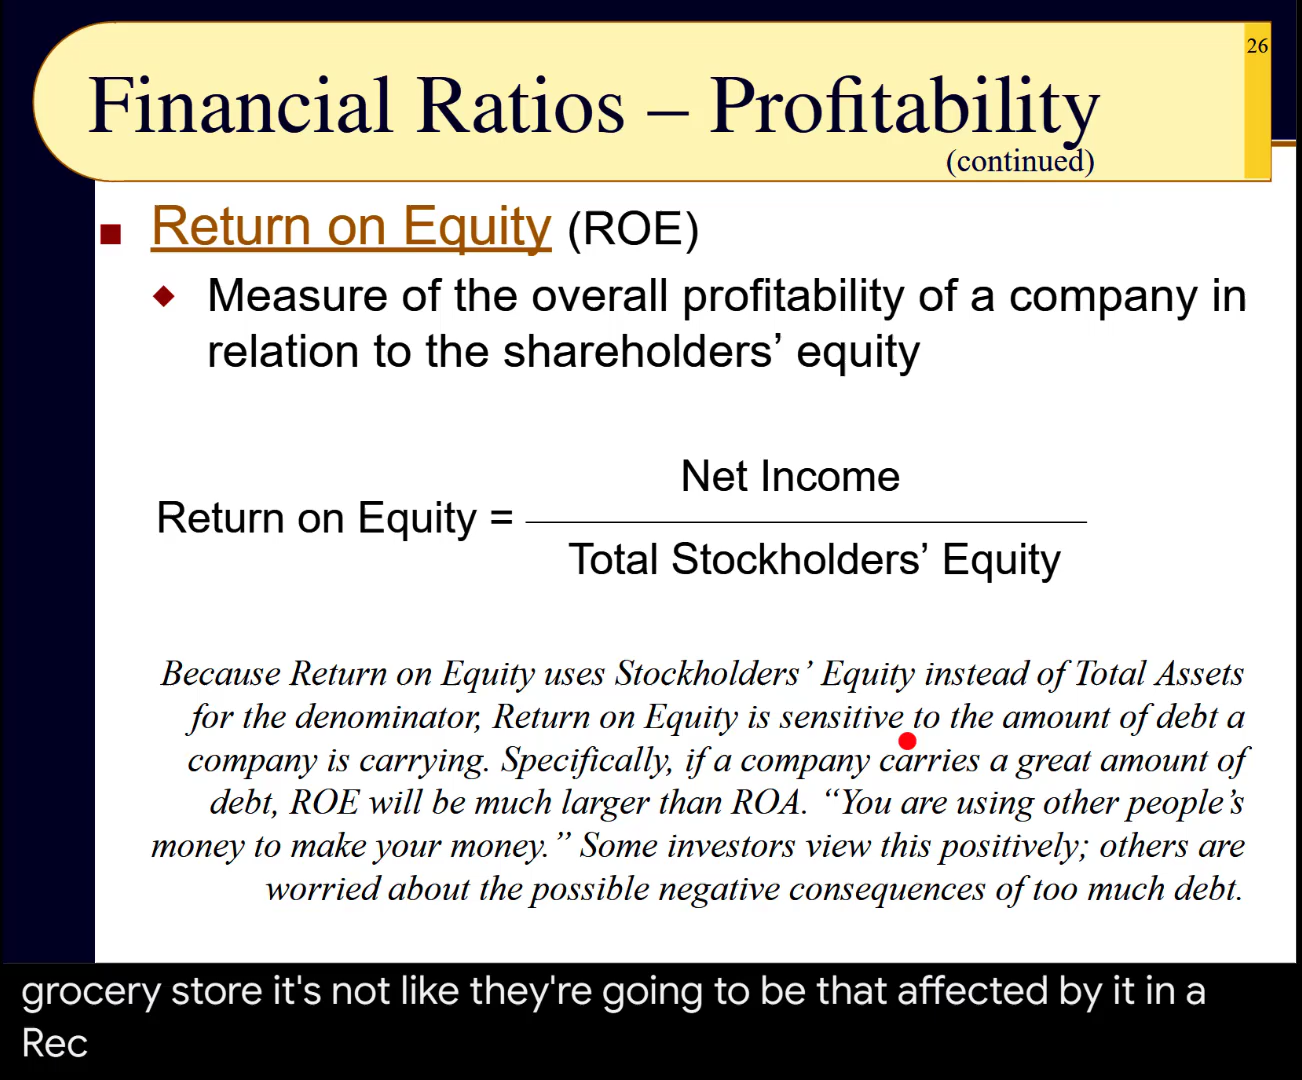 26
Financial Ratios – Profitability
(continued)
Return on Equity (ROE)
Measure of the overall profitability of a company in
relation to the shareholders’ equity
Net Income
Return on Equity =
Total Stockholders’ Equity
Because Return on Equity uses Stockholders’ Equity instead of Total Assets
for the denominator, Return on Equity is sensitive to the amount of debt a
company is carrying. Specifically, if a company carries a great amount of
debt, ROE will be much larger than ROA. “You are using other people’s
money to make your money.” Some investors view this positively; others are
worried about the possible negative consequences of too much debt.
grocery store it's not like they're going to be that affected by it in a
Rec